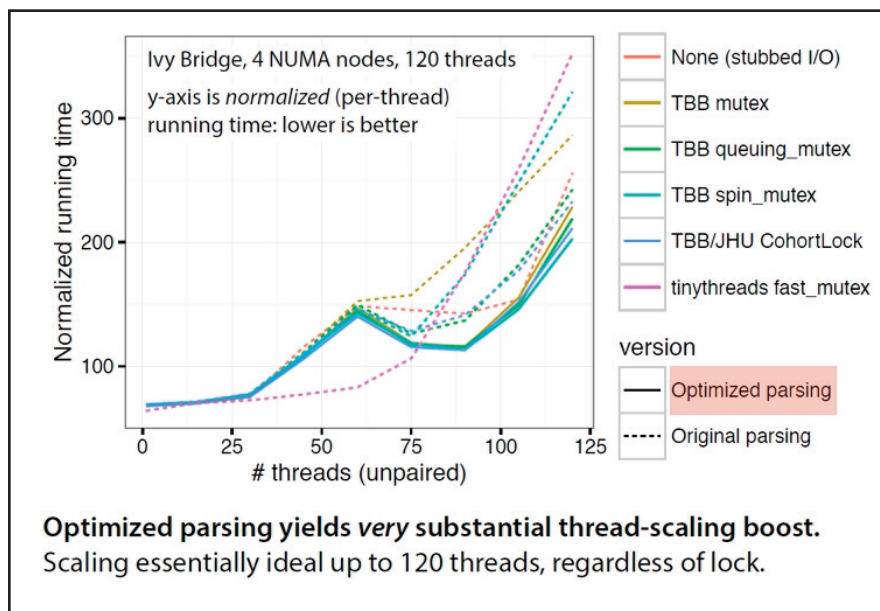 Ivy Bridge, 4 NUMA nodes, 120 threads
y-axis is normalized (per-thread)
running time: lower is better
Normalized running time
300
200
100
0
25
50
75
100
125
# threads (unpaired)
None (stubbed I/O)
TBB mutex
TBB queuing_mutex
TBB spin_mutex
TBB/JHU CohortLock
tinythreads fast_mutex
version
Optimized parsing
Original parsing
Optimized parsing yields very substantial thread-scaling boost.
Scaling essentially ideal up to 120 threads, regardless of lock.